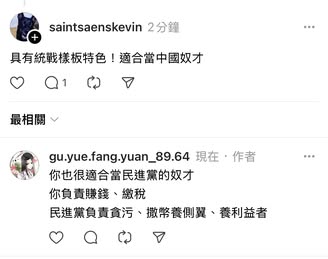 saintsaenskevin 2分鐘
具有統戰樣板特色！適合當中國奴才
1
最相關
gu.yue.fang.yuan_89.64 現在·作者
你也很適合當民進黨的奴才
你負責賺錢、繳稅
民進黨負責貪污、撒幣養側翼、養利益者